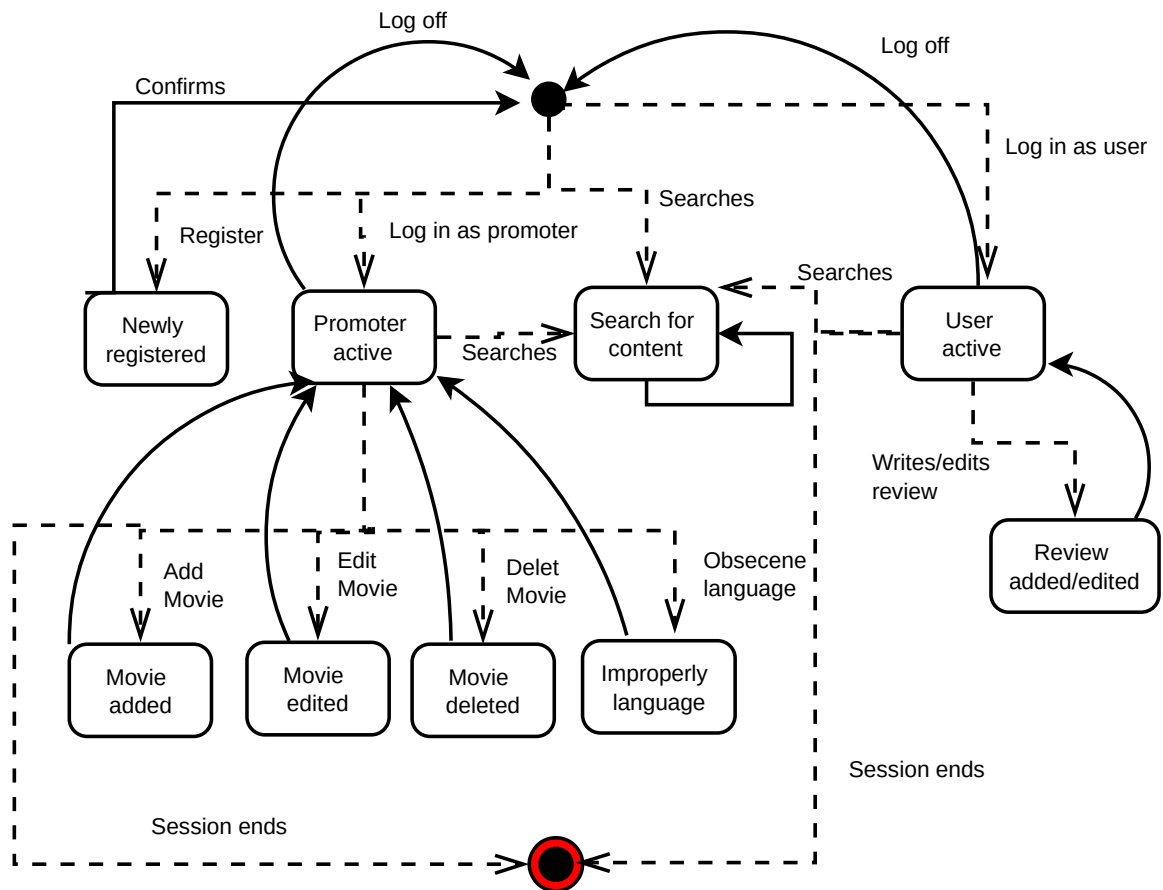 Log off
Log off
Confirms
Log in as user
Searches
Register
Log in as promoter
Searches
Newly
registered
Promoter
active
Searches
Search for
content
User
active
Writes/edits
review
Add
Movie
Edit
Movie
Delet
Movie
Obsecene
language
Review
added/edited
Movie
added
Movie
edited
Movie
deleted
Improperly
language
Session ends
Session ends